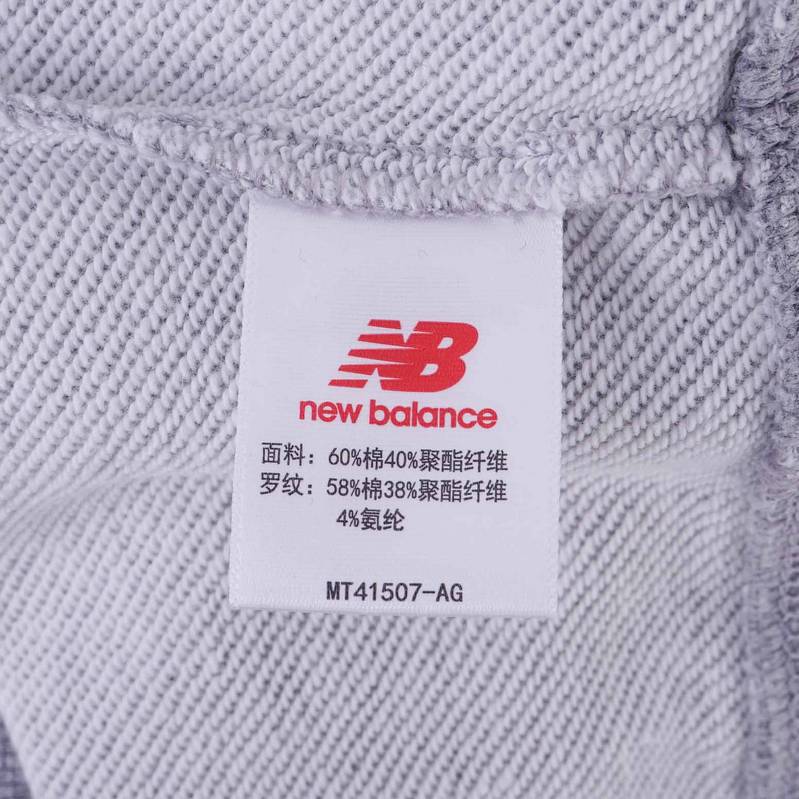 NB
new balance
面料：60%棉40%聚酯纤维
罗纹：58%棉38%聚酯纤维
4%氨纶
MT41507-AG